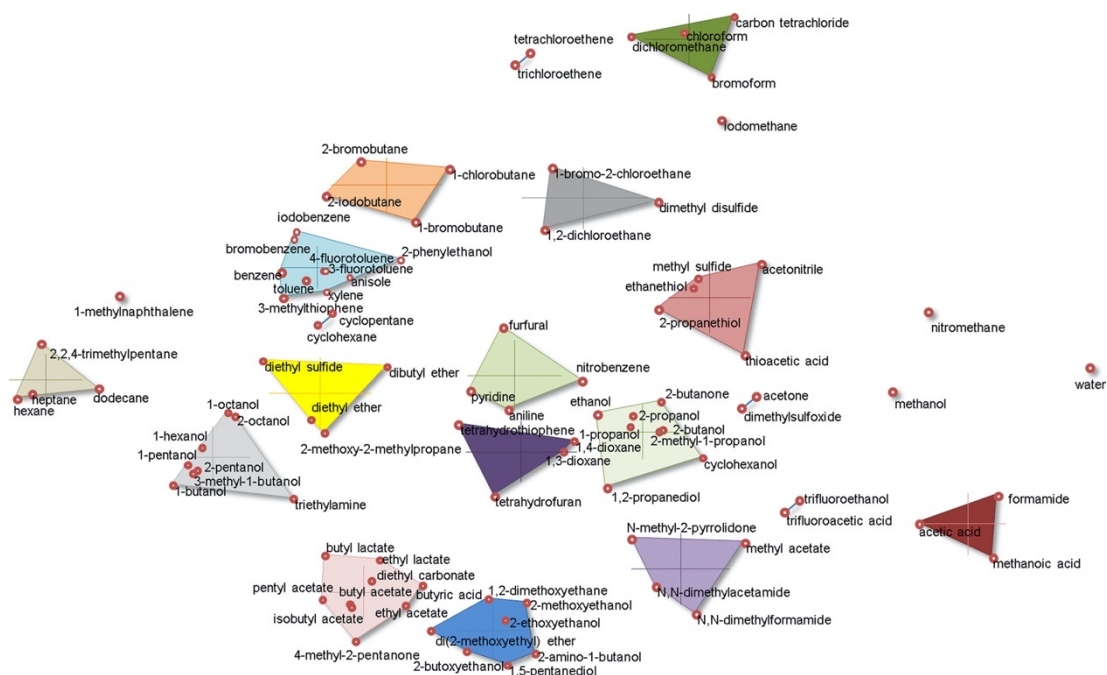 carbon tetrachloride
tetrachloroethene
chloroform
dichloromethane
trichloroethene
bromoform
Iodomethane
2-bromobutane
1-chlorobutane
1-bromo-2-chloroethane
2-iodobutane
dimethyl disulfide
iodobenzene
1-bromobutane
1,2-dichloroethane
bromobenzene
2-phenylethanol
4-fluorotoluene
3-fluorotoluene
methyl sulfide
acetonitrile
benzene
anisole
ethanethiol
toluene
xylene
1-methylnaphthalene
3-methylthiophene
2-propanethiol
cyclopentane
nitromethane
cyclohexane
furfural
2,2,4-trimethylpentane
thioacetic acid
diethyl sulfide
dibutyl ether
nitrobenzene
water
heptane
dodecane
hexane
pyridine
ethanol
2-butanone
acetone
methanol
1-octanol
diethyl ether
aniline
2-propanol
dimethylsulfoxide
2-octanol
tetrahydrothiophene
1-propanol
2-butanol
1-hexanol
2-methoxy-2-methylpropane
1,4-dioxane
2-methyl-1-propanol
1-pentanol
1,3-dioxane
cyclohexanol
2-pentanol
3-methyl-1-butanol
1-butanol
triethylamine
tetrahydrofuran
1,2-propanediol
trifluoroethanol
formamide
trifluoroacetic acid
acetic acid
N-methyl-2-pyrrolidone
methyl acetate
butyl lactate
ethyl lactate
methanoic acid
diethyl carbonate
pentyl acetate
butyl acetate
butyric acid
1,2-dimethoxyethane
N,N-dimethylacetamide
2-methoxyethanol
isobutyl acetate
ethyl acetate
2-ethoxyethanol
N,N-dimethylformamide
di(2-methoxyethyl) ether
4-methyl-2-pentanone
2-amino-1-butanol
2-butoxyethanol
1,5-pentanediol